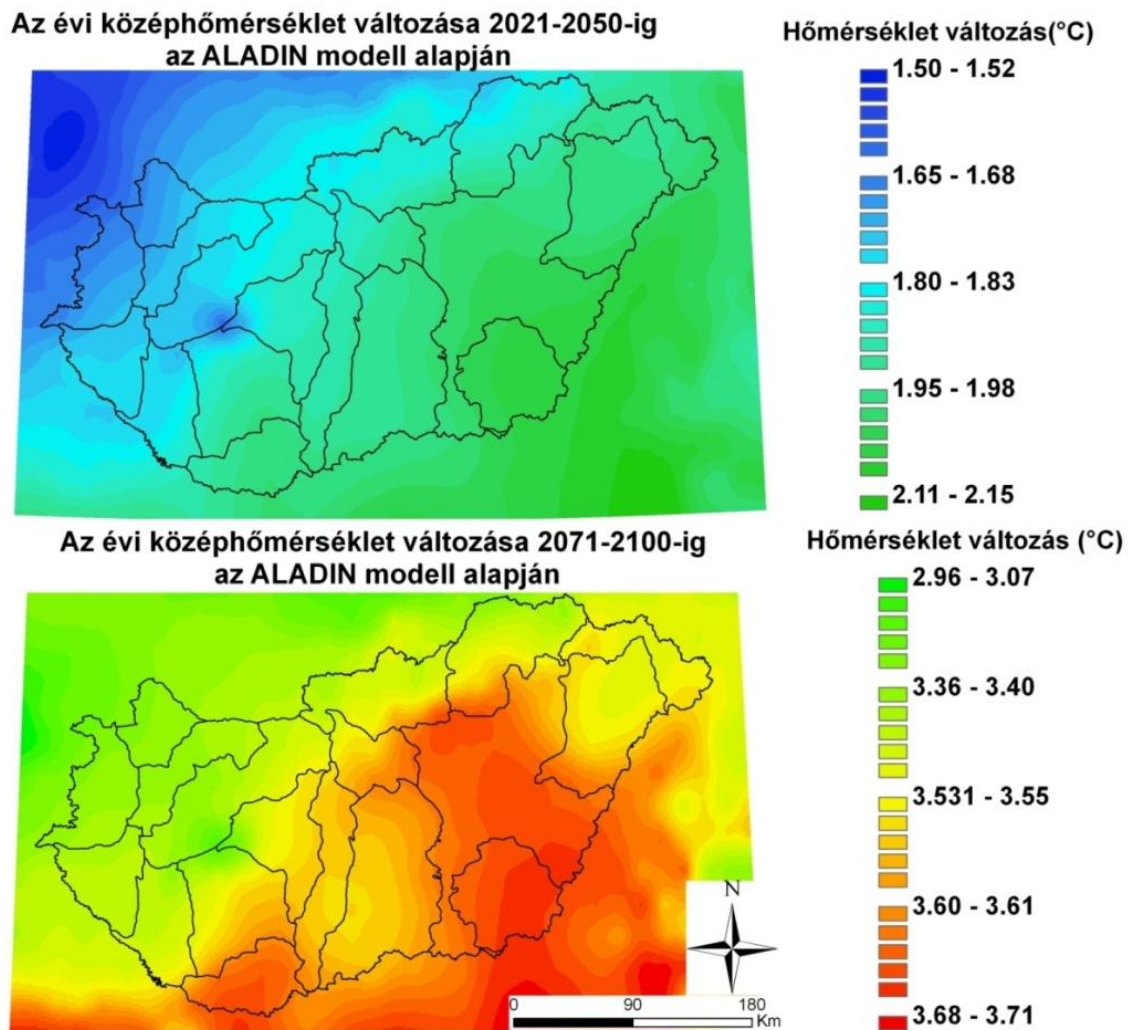 Az évi középhőmérséklet változása 2021-2050-ig
az ALADIN modell alapján
Hőmérséklet változás(°C)
1.50 - 1.52
1.65 - 1.68
1.80 - 1.83
1.95 - 1.98
2.11 - 2.15
Az évi középhőmérséklet változása 2071-2100-ig
az ALADIN modell alapján
Hőmérséklet változás (°C)
2.96 - 3.07
3.36 - 3.40
3.531 - 3.55
3.60 - 3.61
3.68 - 3.71
N
0 90 180
Km